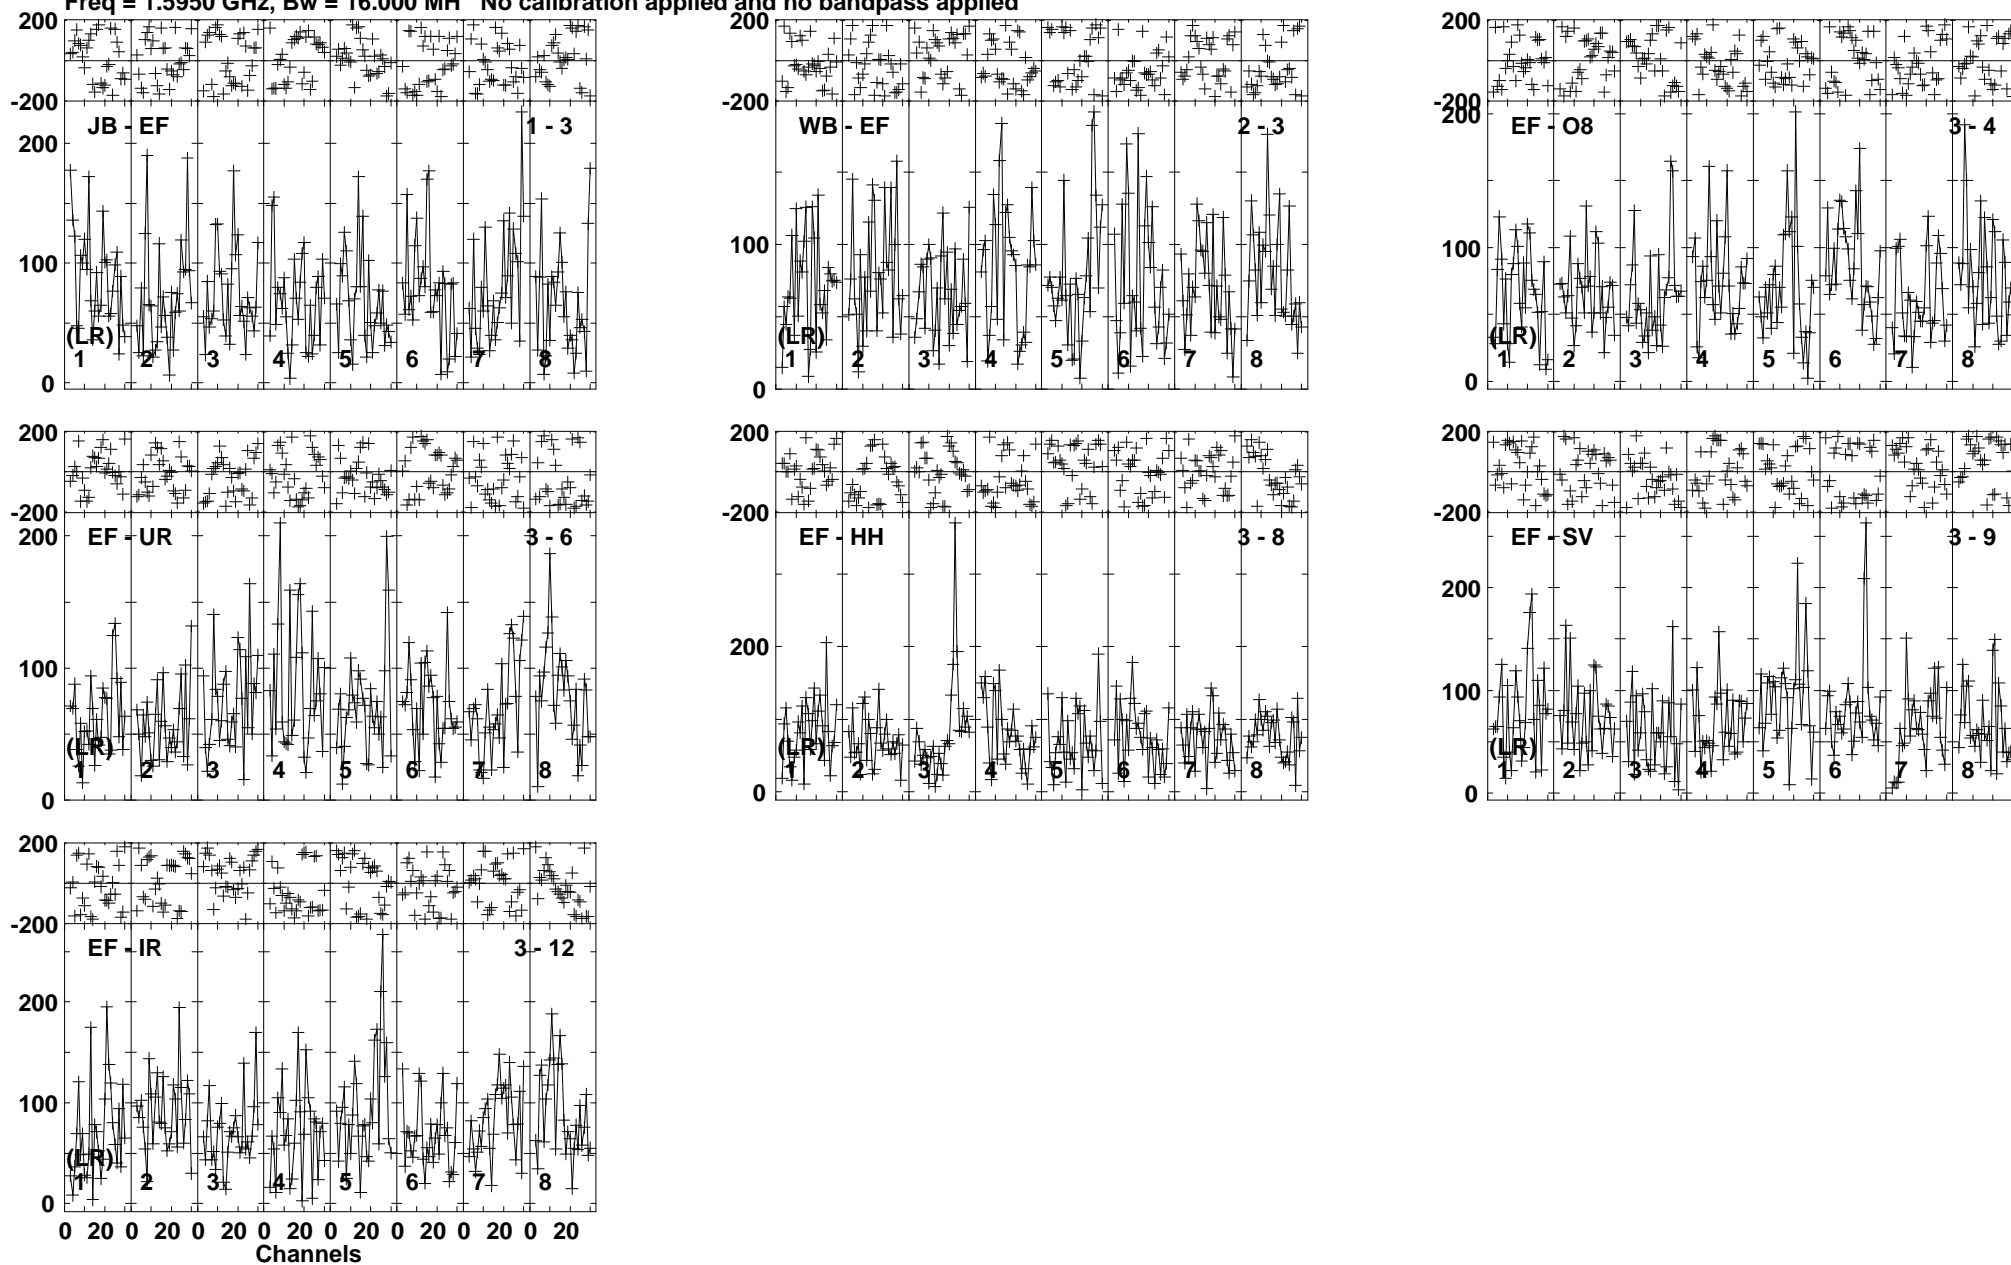 Freq = 1.5950 GHz, Bw = 16.000 MH No calibration applied and no bandpass applied
200
-200
JB - EF 1 - 3
200
100
0
(LR)
1 2 3 4 5 6 7 8
200
-200
WB - EF 2 - 3
100
0
(LR)
1 2 3 4 5 6 7 8
200
-200
EF - O8 3 - 4
200
100
0
(LR)
1 2 3 4 5 6 7 8
200
-200
EF - UR 3 - 6
200
100
0
(LR)
1 2 3 4 5 6 7 8
200
-200
EF - HH 3 - 8
200
0
(LR)
1 2 3 4 5 6 7 8
200
-200
EF - SV 3 - 9
200
100
0
(LR)
1 2 3 4 5 6 7 8
200
-200
EF - IR 3 - 12
200
100
0
(LR)
1 2 3 4 5 6 7 8
0 20 0 20 0 20 0 20 0 20 0 20 0 20 0 20
Channels